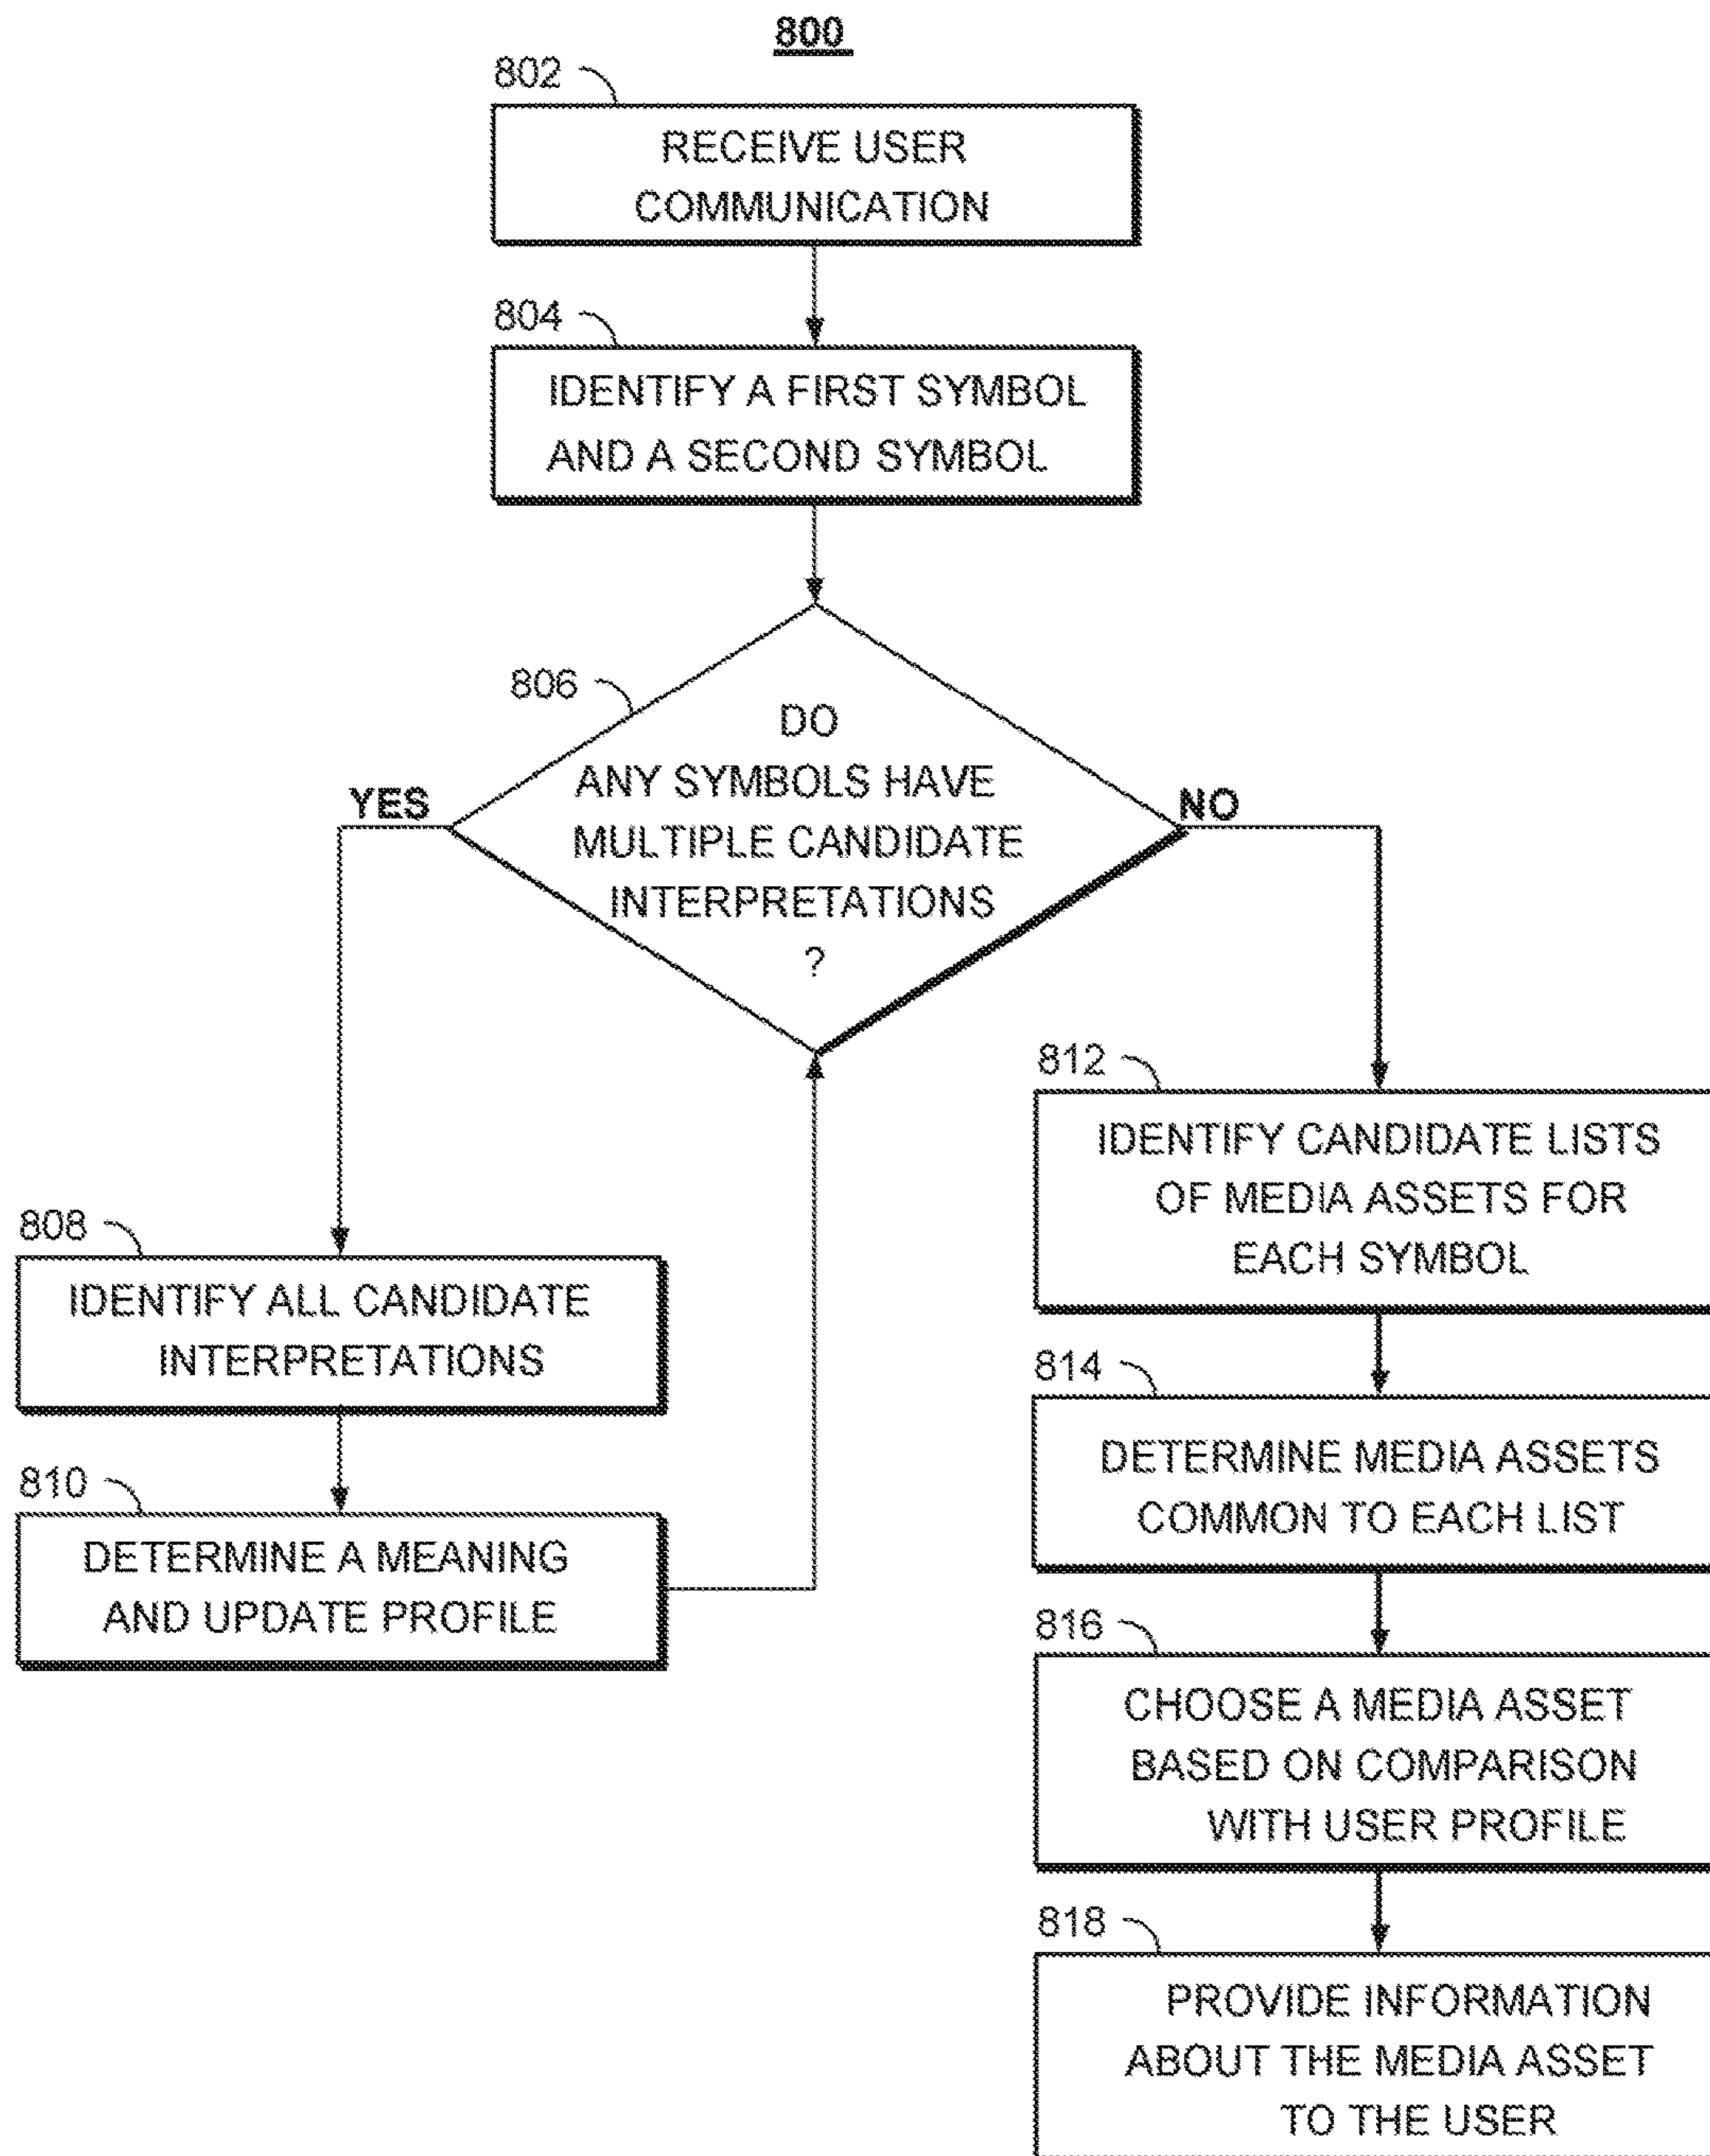 800
802
RECEIVE USER
COMMUNICATION
804
IDENTIFY A FIRST SYMBOL
AND A SECOND SYMBOL
806
DO
ANY SYMBOLS HAVE
MULTIPLE CANDIDATE
INTERPRETATIONS
?
YES
NO
808
IDENTIFY ALL CANDIDATE
INTERPRETATIONS
810
DETERMINE A MEANING
AND UPDATE PROFILE
812
IDENTIFY CANDIDATE LISTS
OF MEDIA ASSETS FOR
EACH SYMBOL
814
DETERMINE MEDIA ASSETS
COMMON TO EACH LIST
816
CHOOSE A MEDIA ASSET
BASED ON COMPARISON
WITH USER PROFILE
818
PROVIDE INFORMATION
ABOUT THE MEDIA ASSET
TO THE USER